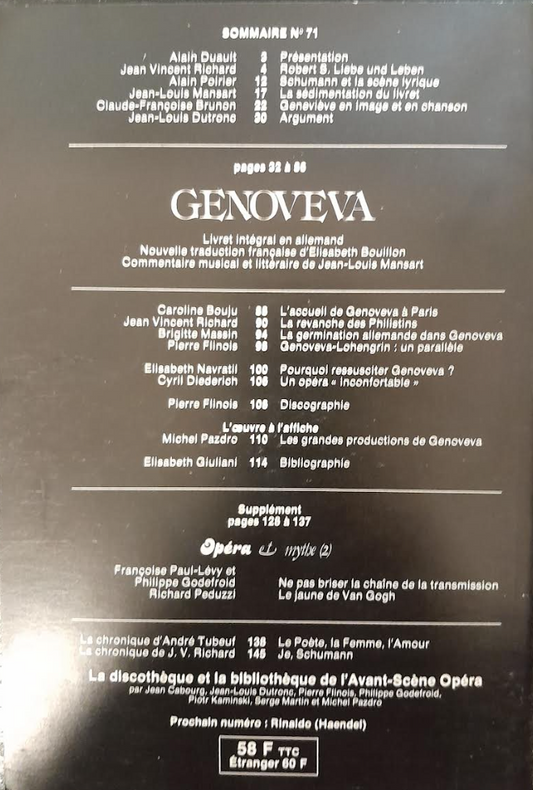 SOMMAIRE N° 71
Alain Duault 3 Présentation
Jean Vincent Richard 4 Robert S. Liebe und Leben
Alain Poirier 12 Schumann et la scène lyrique
Jean-Louis Mansart 17 La sédimentation du livret
Claude-Françoise Brunon 22 Geneviève en image et en chanson
Jean-Louis Dutronc 30 Argument
pages 32 à 86
GENOVEVA
Livret intégral en allemand
Nouvelle traduction française d'Elisabeth Bouillon
Commentaire musical et littéraire de Jean-Louis Mansart
Caroline Bouju 88 L'accueil de Genoveva à Paris
Jean Vincent Richard 90 La revanche des Philistins
Brigitte Massin 94 La germination allemande dans Genoveva
Pierre Flinois 98 Genoveva-Lohengrin : un parallèle
Elisabeth Navratil 100 Pourquoi ressusciter Genoveva ?
Cyril Diederich 106 Un opéra « inconfortable »
Pierre Flinois 108 Discographie
L'œuvre à l'affiche
Michel Pazdro 110 Les grandes productions de Genoveva
Elisabeth Giuliani 114 Bibliographie
Supplément
pages 128 à 137
Opéra et mythe (2)
Françoise Paul-Lévy et
Philippe Godefroid Ne pas briser la chaîne de la transmission
Richard Peduzzi Le jaune de Van Gogh
La chronique d'André Tubeuf 138 Le Poète, la Femme, l'Amour
La chronique de J. V. Richard 145 Je, Schumann
La discothèque et la bibliothèque de l'Avant-Scène Opéra
par Jean Cabourg, Jean-Louis Dutronc, Pierre Flinois, Philippe Godefroid,
Piotr Kaminski, Serge Martin et Michel Pazdro
Prochain numéro : Rinaldo (Haendel)
58 F TTC
Étranger 60 F